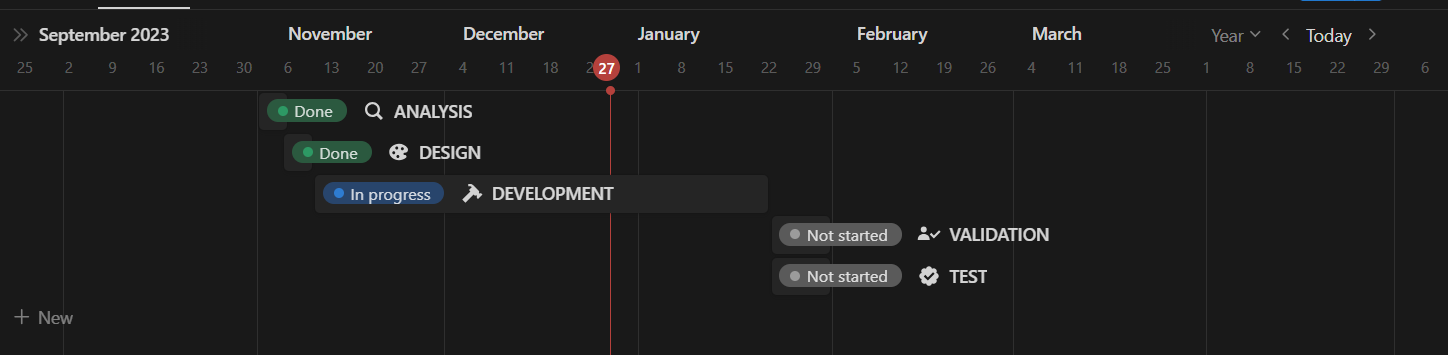 September 2023 November December January February March Year Today
25 2 9 16 23 30 6 13 20 27 4 11 18 27 1 8 15 22 29 5 12 19 26 4 11 18 25 1 8 15 22 29 6
Done ANALYSIS
Done DESIGN
In progress DEVELOPMENT
Not started VALIDATION
Not started TEST
New